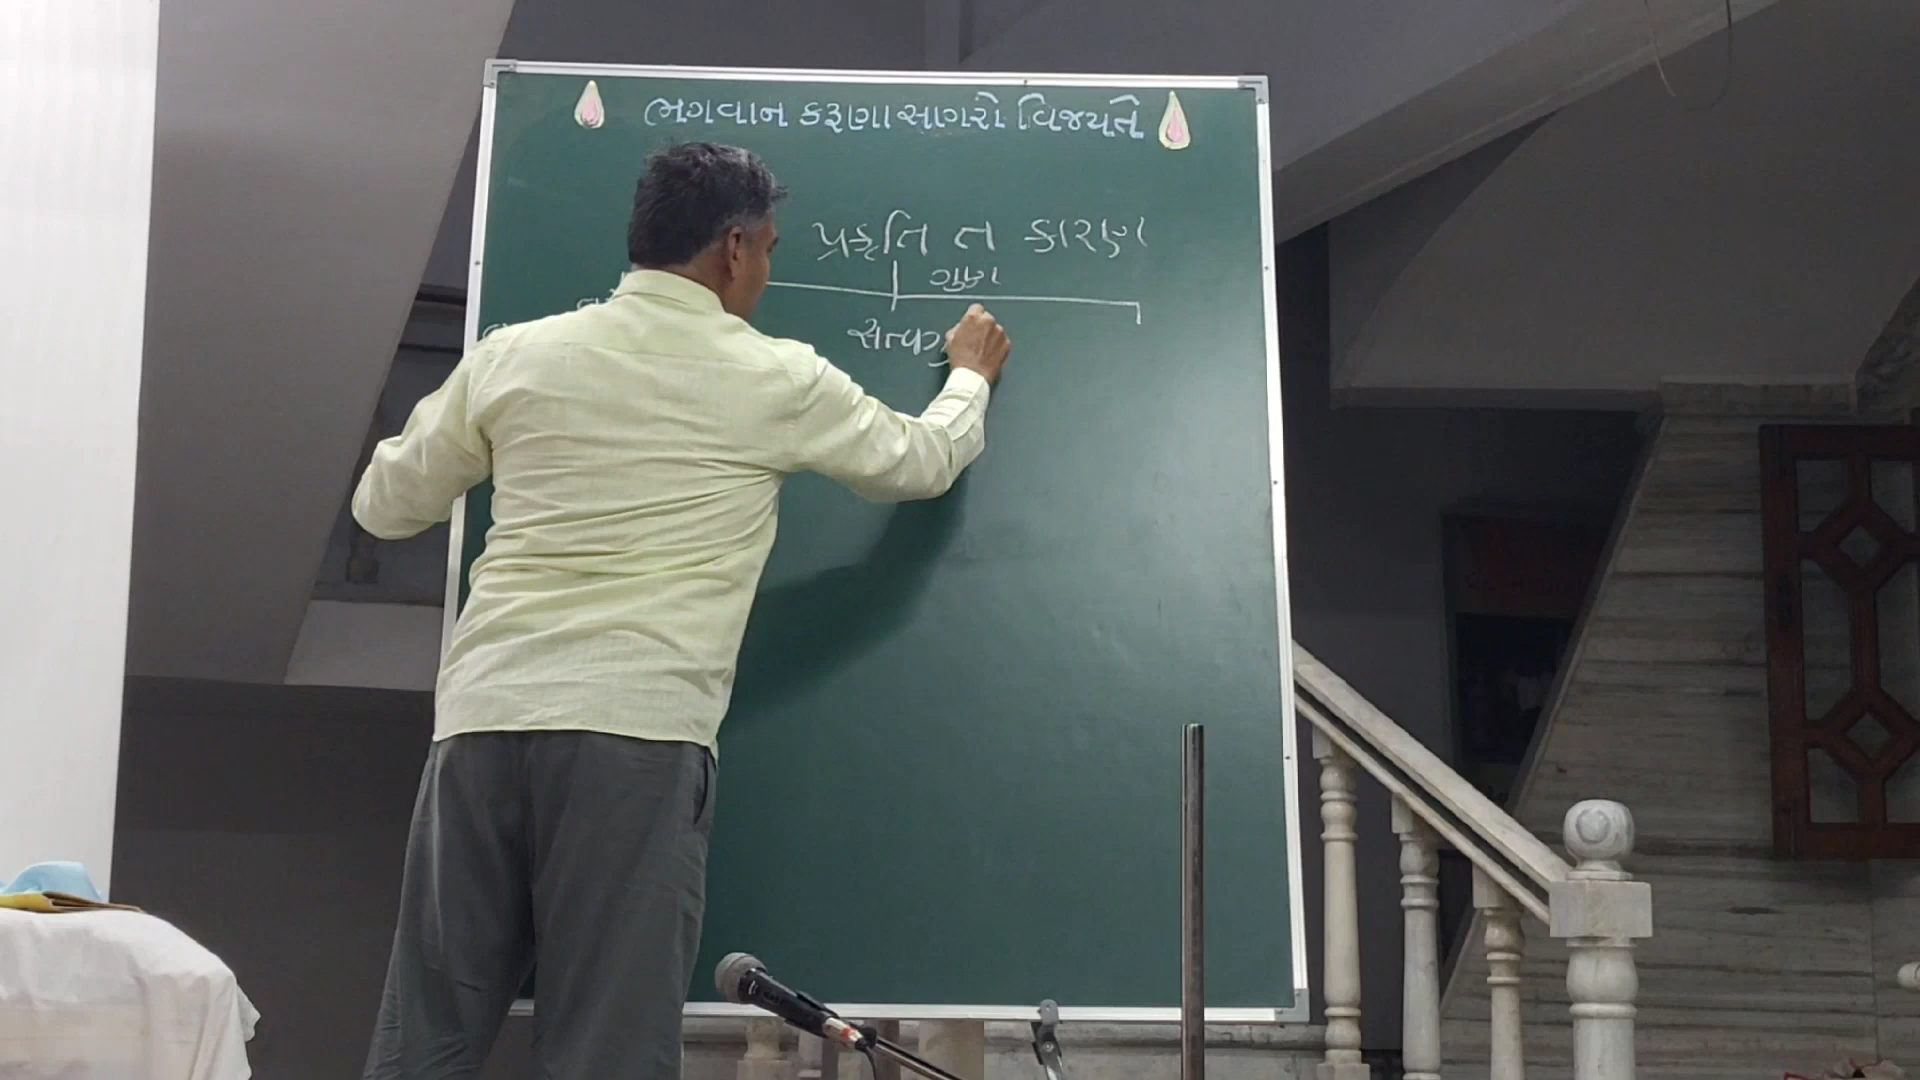 ભગવાન કરૂણાસાગરો વિજયતે
પ્રકૃતિ ત કારણ
ગુણ
સત્વગુ